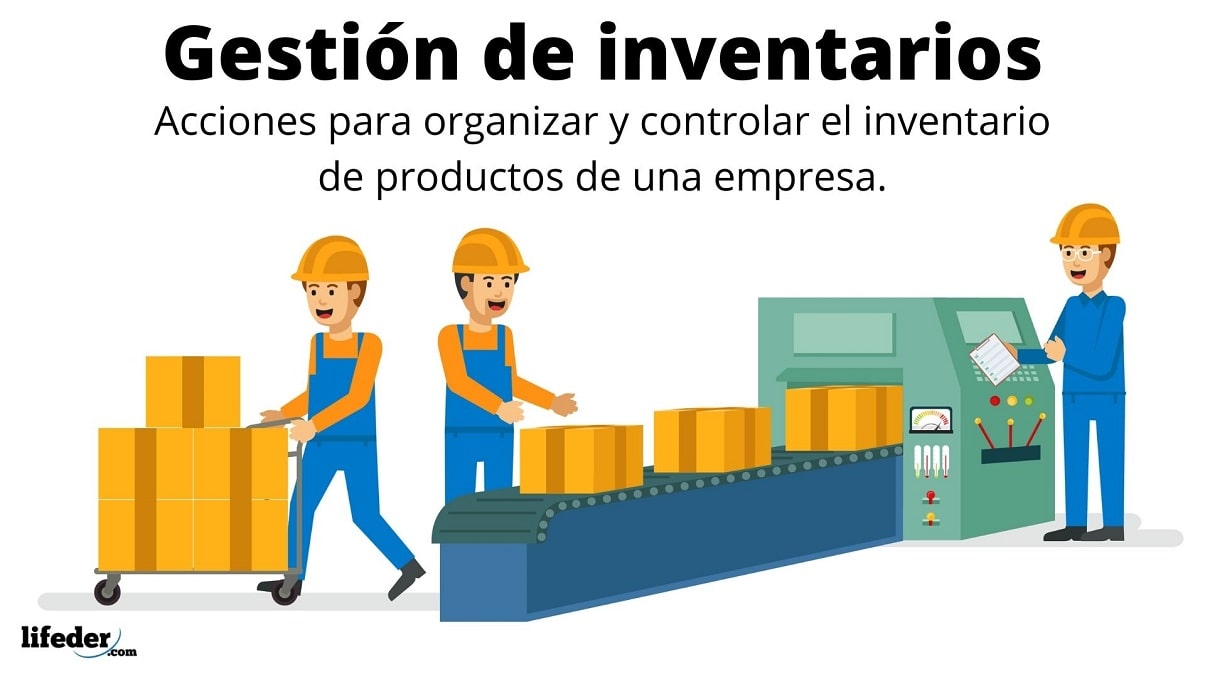 Gestión de inventarios
Acciones para organizar y controlar el inventario
de productos de una empresa.
lifeder.com